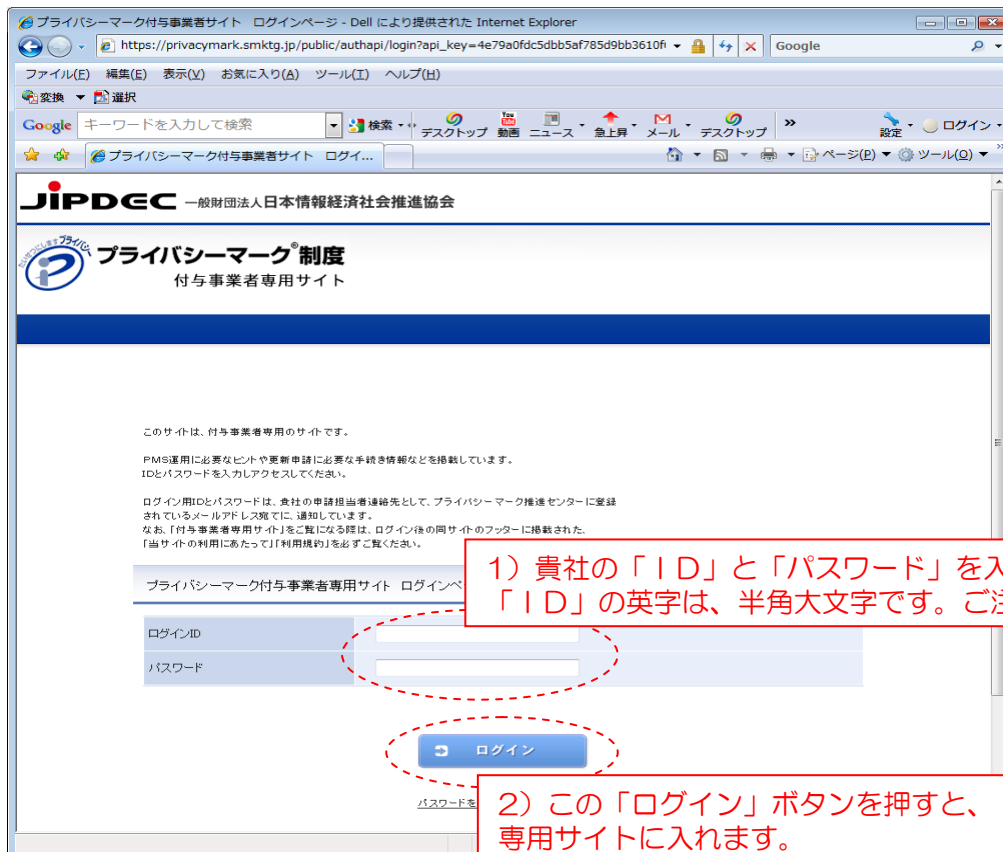 プライバシーマーク付与事業者サイト ログインページ - Dell により提供された Internet Explorer
https://privacymark.smktg.jp/public/authapi/login?api_key=4e79a0fdc5dbb5af785d9bb3610f
Google
ファイル(F) 編集(E) 表示(V) お気に入り(A) ツール(T) ヘルプ(H)
変換 選択
Google キーワードを入力して検索 検索 デスクトップ 動画 ニュース 急上昇 メール デスクトップ » 設定 ログイン
プライバシーマーク付与事業者サイト ログイ... ページ(P) ツール(O) »
JIPDEC 一般財団法人日本情報経済社会推進協会
たいせつにしますプライバシー
プライバシーマーク®制度
付与事業者専用サイト
このサイトは、付与事業者専用のサイトです。
PMS運用に必要なヒントや更新申請に必要な手続き情報などを掲載しています。
IDとパスワードを入力しアクセスしてください。
ログイン用IDとパスワードは、貴社の申請担当者連絡先として、プライバシーマーク推進センターに登録
されているメールアドレス宛てに、通知しています。
なお、「付与事業者専用サイト」をご覧になる際は、ログイン後の同サイトのフッターに掲載された、
「当サイトの利用にあたって」「利用規約」を必ずご覧ください。
1）貴社の「ＩＤ」と「パスワード」を入
「ＩＤ」の英字は、半角大文字です。ご注
プライバシーマーク付与事業者専用サイト ログインペ
ログインID
パスワード
ログイン
パスワードを
2）この「ログイン」ボタンを押すと、
専用サイトに入れます。